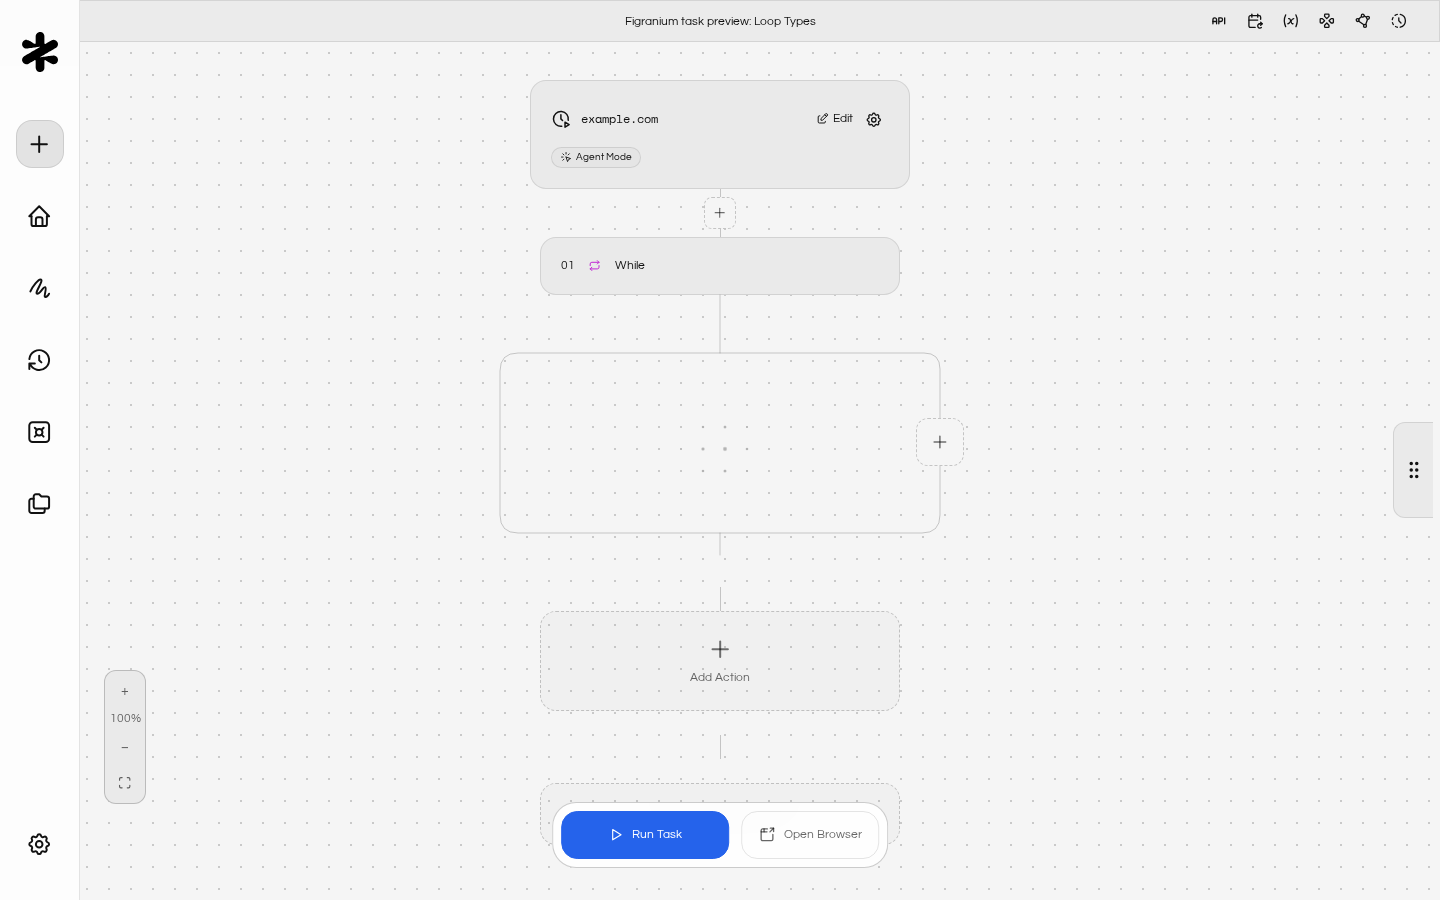 Figranium task preview: Loop Types
API
(x)
example.com
Edit
Agent Mode
01
While
Add Action
+
100%
−
Run Task
Open Browser